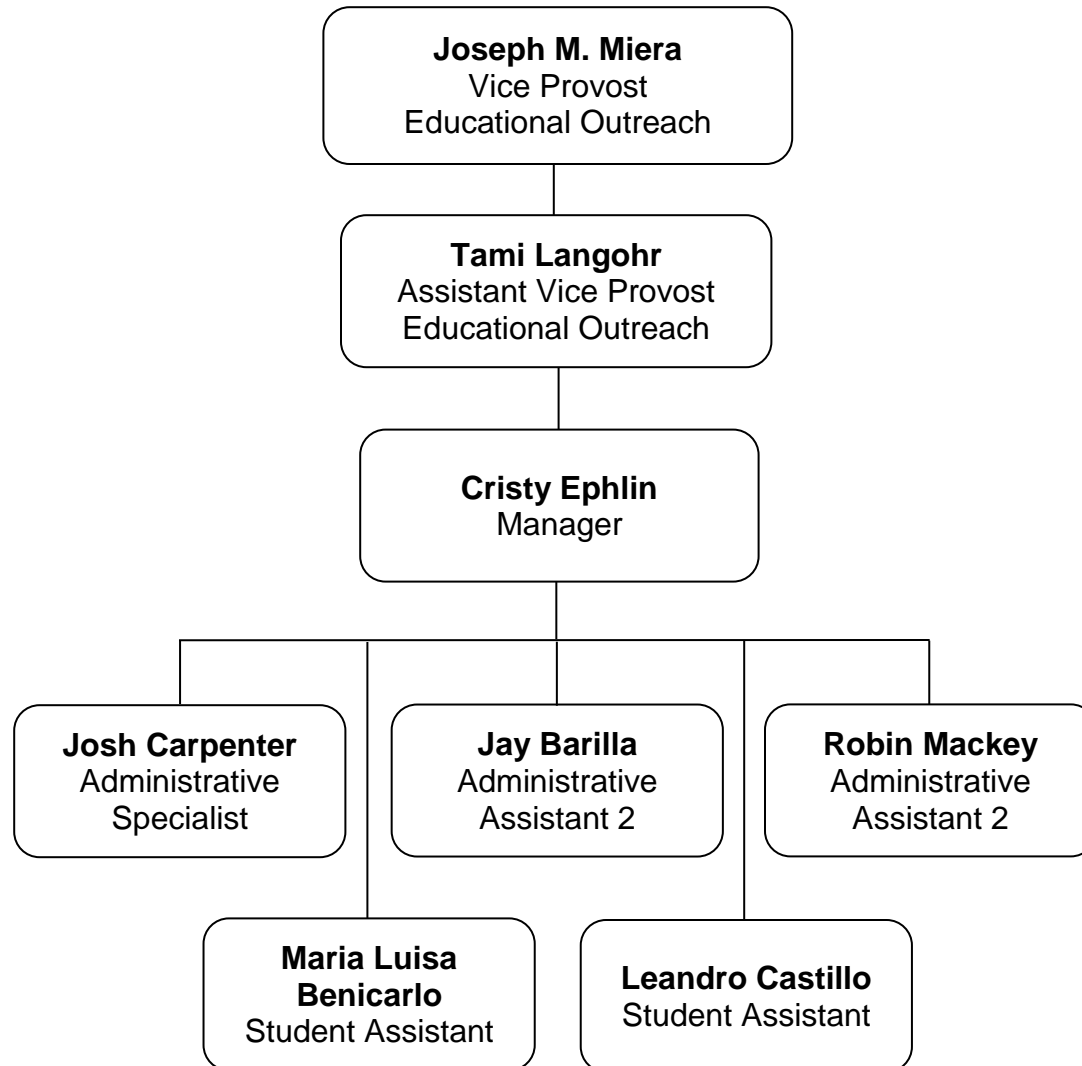 Joseph M. Miera
Vice Provost
Educational Outreach
Tami Langohr
Assistant Vice Provost
Educational Outreach
Cristy Ephlin
Manager
Josh Carpenter
Administrative
Specialist
Jay Barilla
Administrative
Assistant 2
Robin Mackey
Administrative
Assistant 2
Maria Luisa
Benicarlo
Student Assistant
Leandro Castillo
Student Assistant